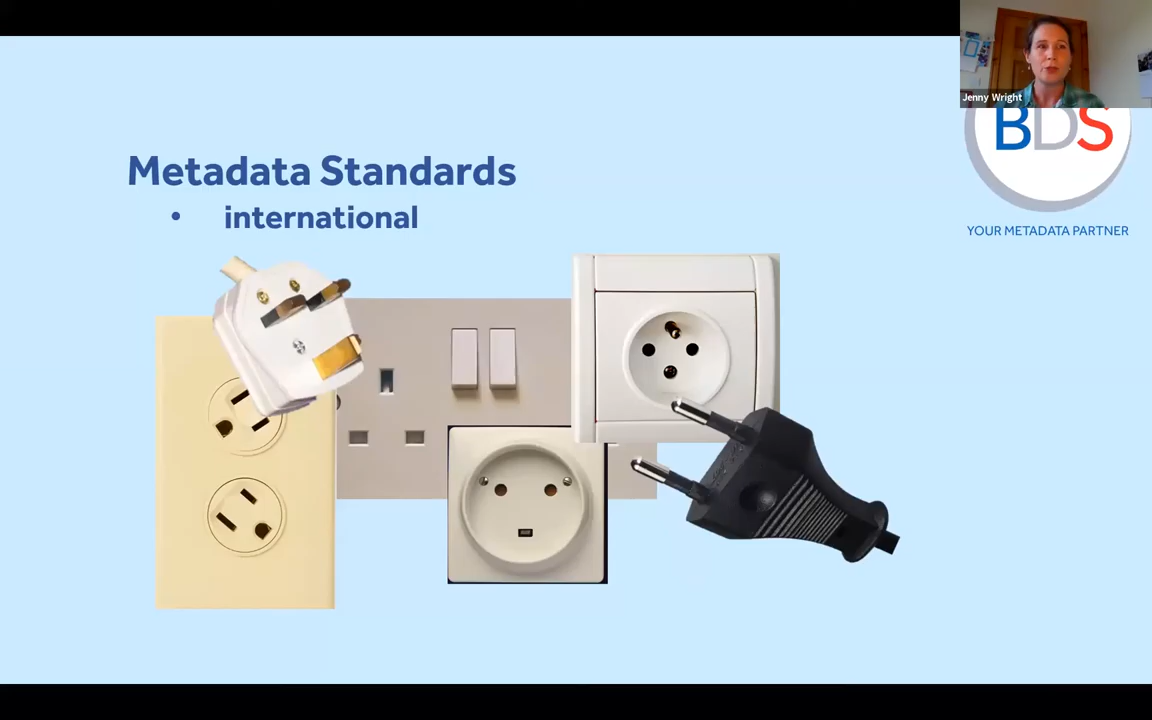 Jenny Wright
BDS
YOUR METADATA PARTNER
Metadata Standards
• international